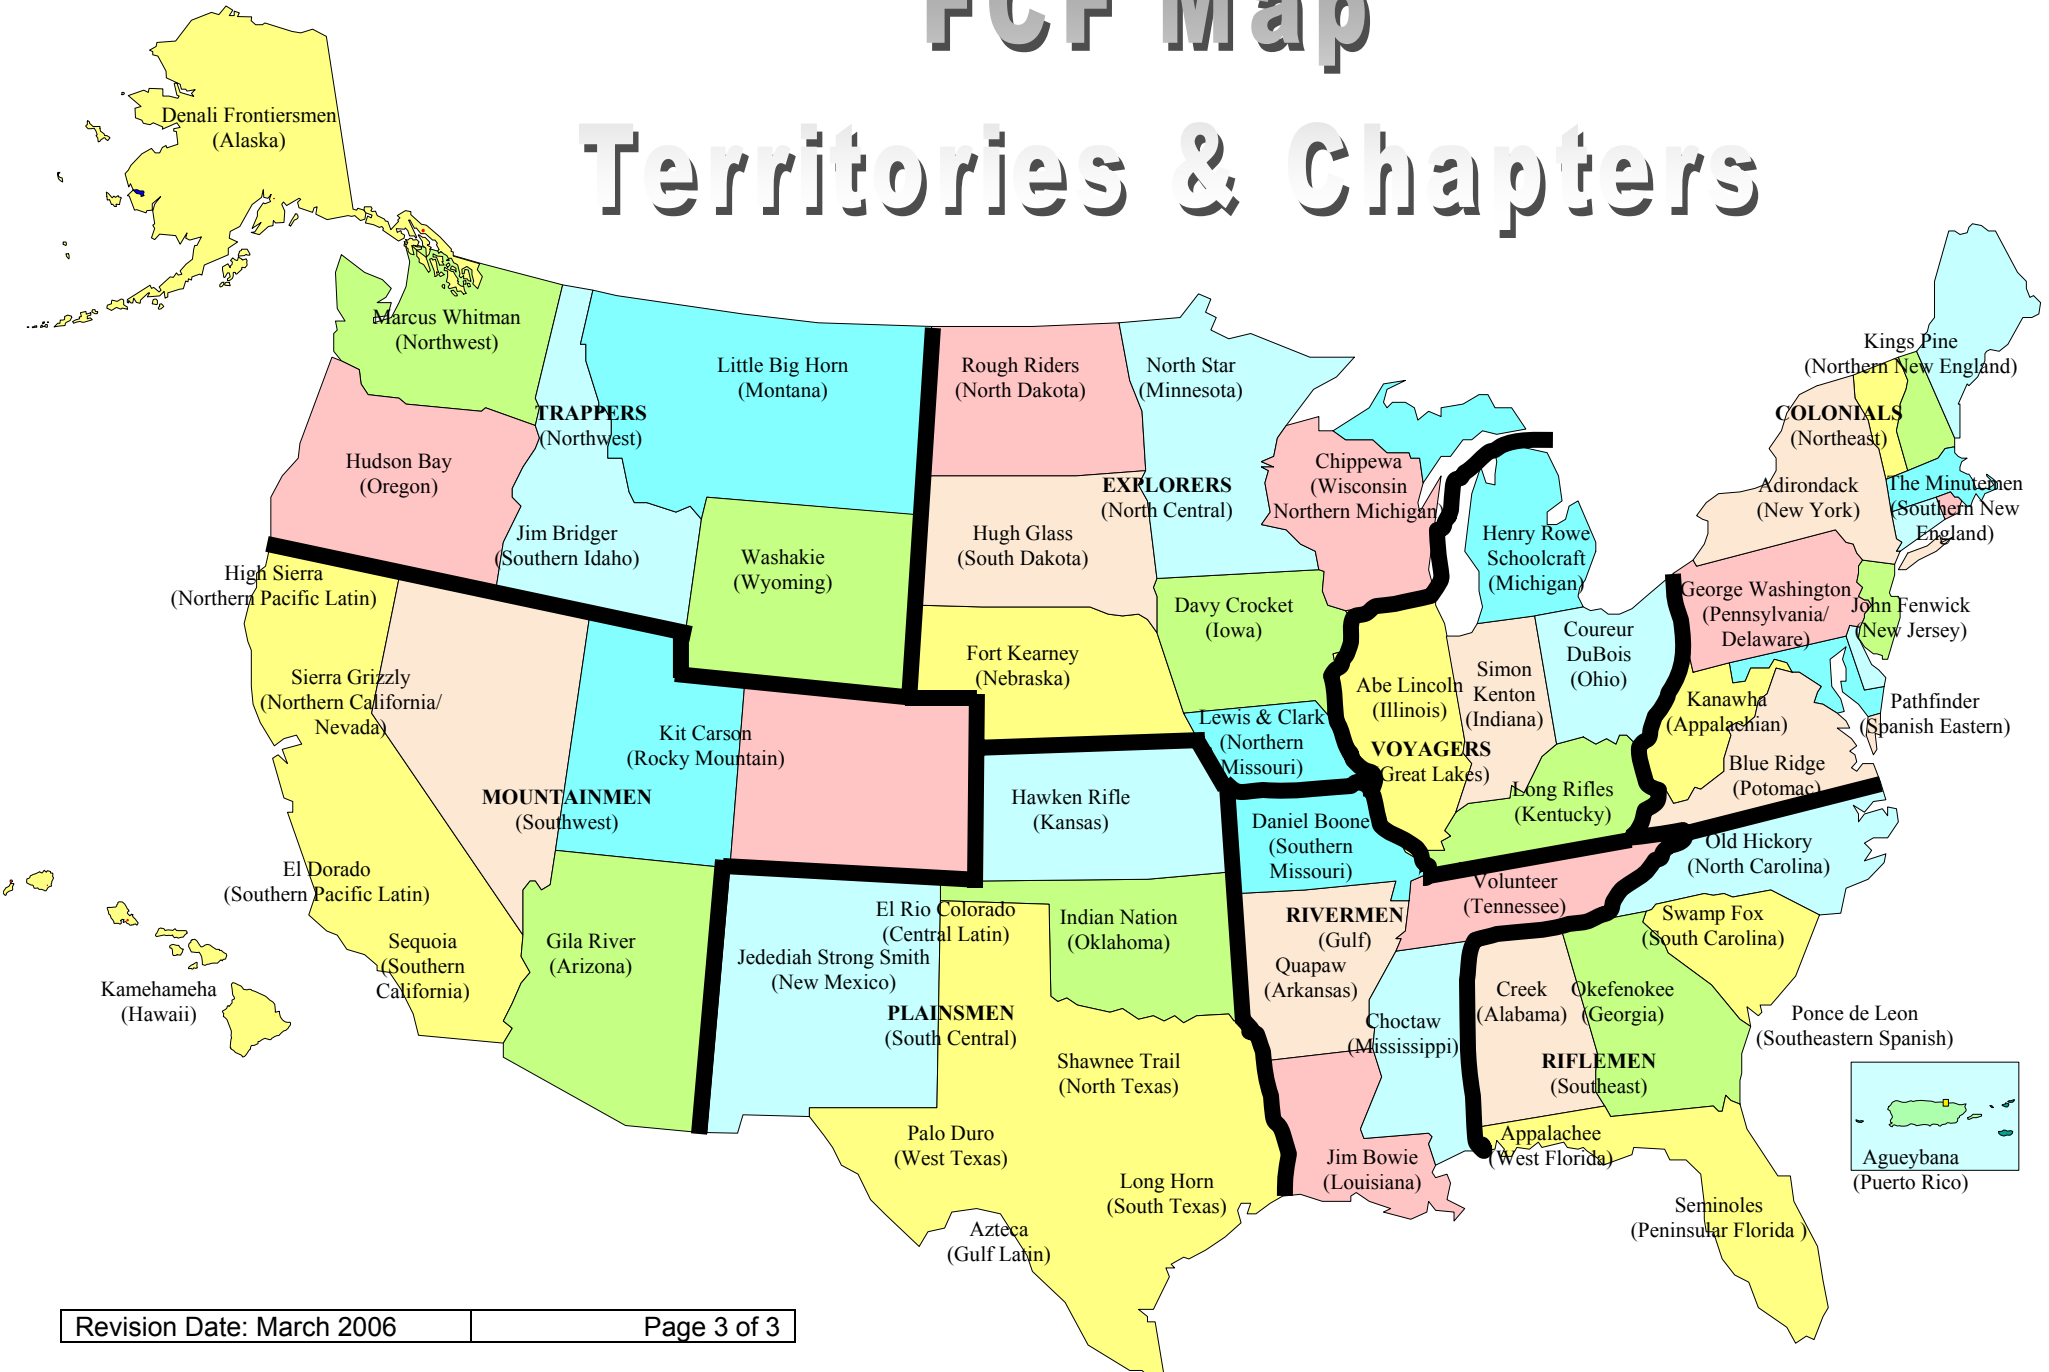 FCF Map
Territories & Chapters
Denali Frontiersmen
(Alaska)
Marcus Whitman
(Northwest)
Little Big Horn
(Montana)
Rough Riders
(North Dakota)
North Star
(Minnesota)
Kings Pine
(Northern New England)
TRAPPERS
(Northwest)
COLONIALS
(Northeast)
Hudson Bay
(Oregon)
Chippewa
(Wisconsin
Northern Michigan)
EXPLORERS
(North Central)
Adirondack
(New York)
The Minutemen
(Southern New
England)
Jim Bridger
(Southern Idaho)
Hugh Glass
(South Dakota)
Henry Rowe
Schoolcraft
(Michigan)
Washakie
(Wyoming)
High Sierra
(Northern Pacific Latin)
George Washington
(Pennsylvania/
Delaware)
John Fenwick
(New Jersey)
Davy Crocket
(Iowa)
Coureur
DuBois
(Ohio)
Fort Kearney
(Nebraska)
Simon
Kenton
(Indiana)
Sierra Grizzly
(Northern California/
Nevada)
Abe Lincoln
(Illinois)
Kanawha
(Appalachian)
Pathfinder
(Spanish Eastern)
Lewis & Clark
(Northern
Missouri)
Kit Carson
(Rocky Mountain)
VOYAGERS
(Great Lakes)
Blue Ridge
(Potomac)
MOUNTAINMEN
(Southwest)
Hawken Rifle
(Kansas)
Long Rifles
(Kentucky)
Daniel Boone
(Southern
Missouri)
Old Hickory
(North Carolina)
El Dorado
(Southern Pacific Latin)
Volunteer
(Tennessee)
El Rio Colorado
(Central Latin)
Indian Nation
(Oklahoma)
RIVERMEN
(Gulf)
Swamp Fox
(South Carolina)
Sequoia
(Southern
California)
Gila River
(Arizona)
Jedediah Strong Smith
(New Mexico)
Quapaw
(Arkansas)
Kamehameha
(Hawaii)
Creek
(Alabama)
Okefenokee
(Georgia)
PLAINSMEN
(South Central)
Choctaw
(Mississippi)
Ponce de Leon
(Southeastern Spanish)
Shawnee Trail
(North Texas)
RIFLEMEN
(Southeast)
Palo Duro
(West Texas)
Appalachee
(West Florida)
Jim Bowie
(Louisiana)
Agueybana
(Puerto Rico)
Long Horn
(South Texas)
Seminoles
(Peninsular Florida )
Azteca
(Gulf Latin)
Revision Date: March 2006 Page 3 of 3